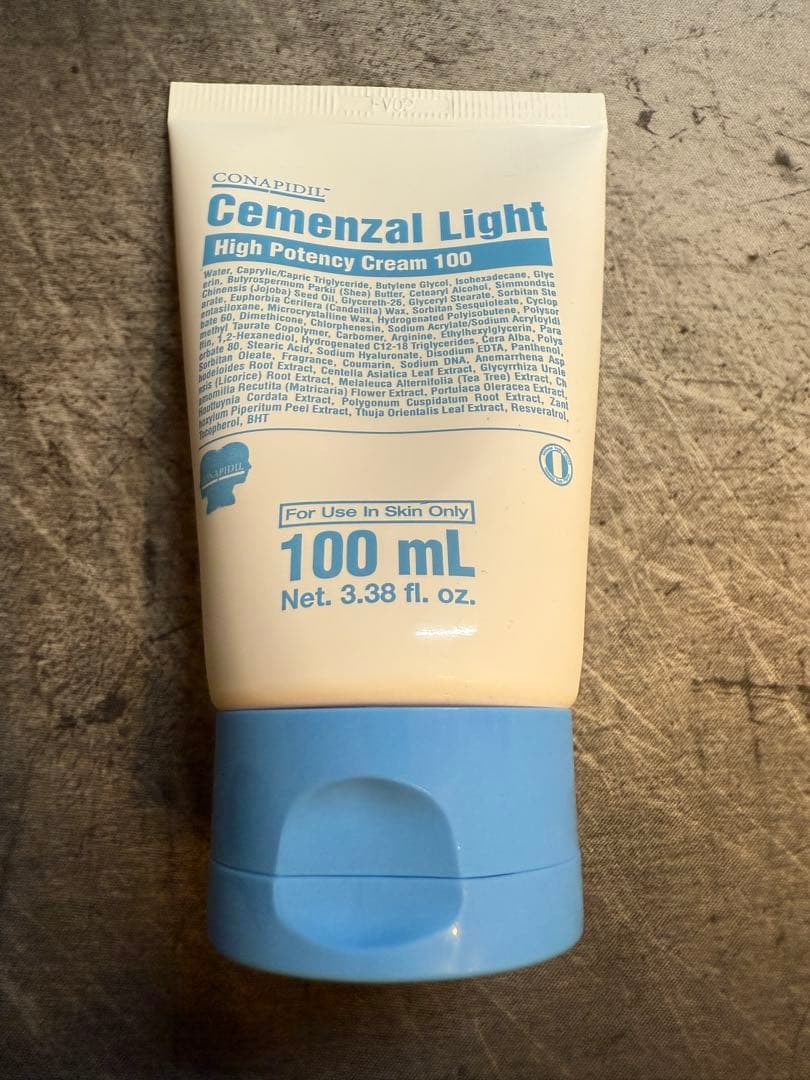 CONAPIDIL™
Cemenzal Light
High Potency Cream 100
Water, Caprylic/Capric Triglyceride, Butylene Glycol, Isohexadecane, Glyc
erin, Butyrospermum Parkii (Shea) Butter, Cetearyl Alcohol, Simmondsia
Chinensis (Jojoba) Seed Oil, Glycereth-26, Glyceryl Stearate, Sorbitan Ste
arate, Euphorbia Cerifera (Candelilla) Wax, Sorbitan Sesquioleate, Cyclop
entasiloxane, Microcrystalline Wax, Hydrogenated Polyisobutene, Polysor
bate 60, Dimethicone, Chlorphenesin, Sodium Acrylate/Sodium Acryloyldi
methyl Taurate Copolymer, Carbomer, Arginine, Ethylhexylglycerin, Para
ffin, 1,2-Hexanediol, Hydrogenated C12-18 Triglycerides, Cera Alba, Polys
orbate 80, Stearic Acid, Sodium Hyaluronate, Disodium EDTA, Panthenol,
Sorbitan Oleate, Fragrance, Coumarin, Sodium DNA, Anemarrhena Asp
hodeloides Root Extract, Centella Asiatica Leaf Extract, Glycyrrhiza Uralen
sis (Licorice) Root Extract, Melaleuca Alternifolia (Tea Tree) Extract, Ch
amomilla Recutita (Matricaria) Flower Extract, Portulaca Oleracea Extract,
Houttuynia Cordata Extract, Polygonum Cuspidatum Root Extract, Zant
hoxylum Piperitum Peel Extract, Thuja Orientalis Leaf Extract, Resveratrol,
Tocopherol, BHT
CONAPIDIL
For Use In Skin Only
100 mL
Net. 3.38 fl. oz.